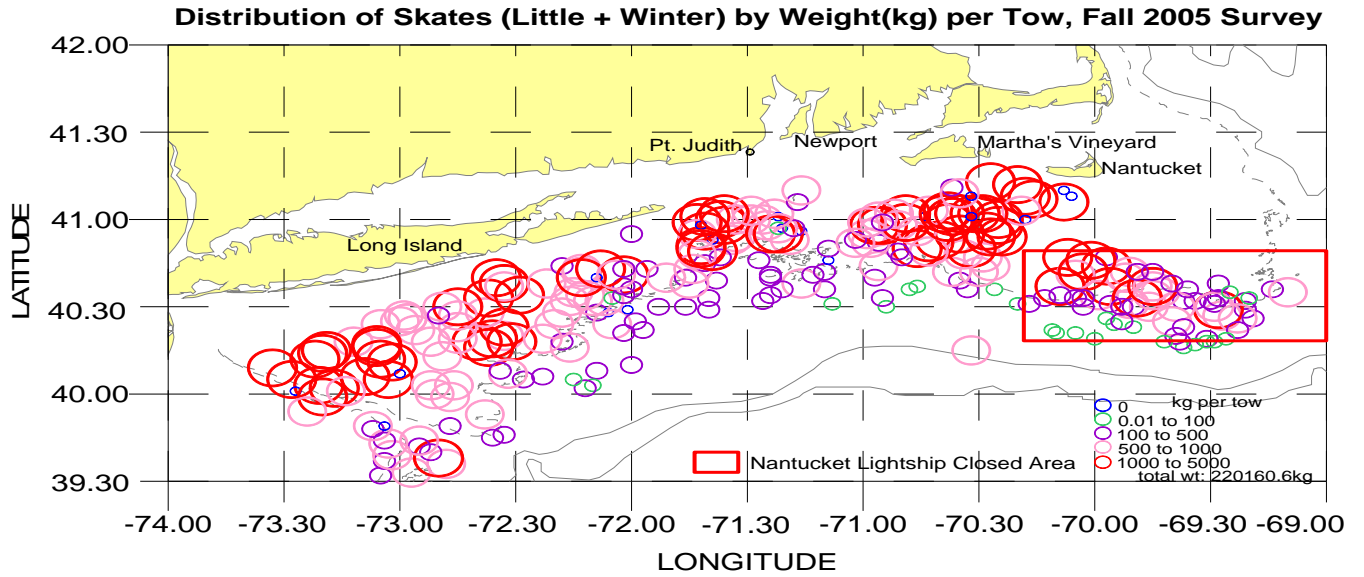 Distribution of Skates (Little + Winter) by Weight(kg) per Tow, Fall 2005 Survey
42.00
41.30
41.00
40.30
40.00
39.30
LATITUDE
Pt. Judith
Newport
Martha's Vineyard
Nantucket
Long Island
kg per tow
0
0.01 to 100
100 to 500
500 to 1000
1000 to 5000
total wt: 220160.6kg
Nantucket Lightship Closed Area
-74.00 -73.30 -73.00 -72.30 -72.00 -71.30 -71.00 -70.30 -70.00 -69.30 -69.00
LONGITUDE